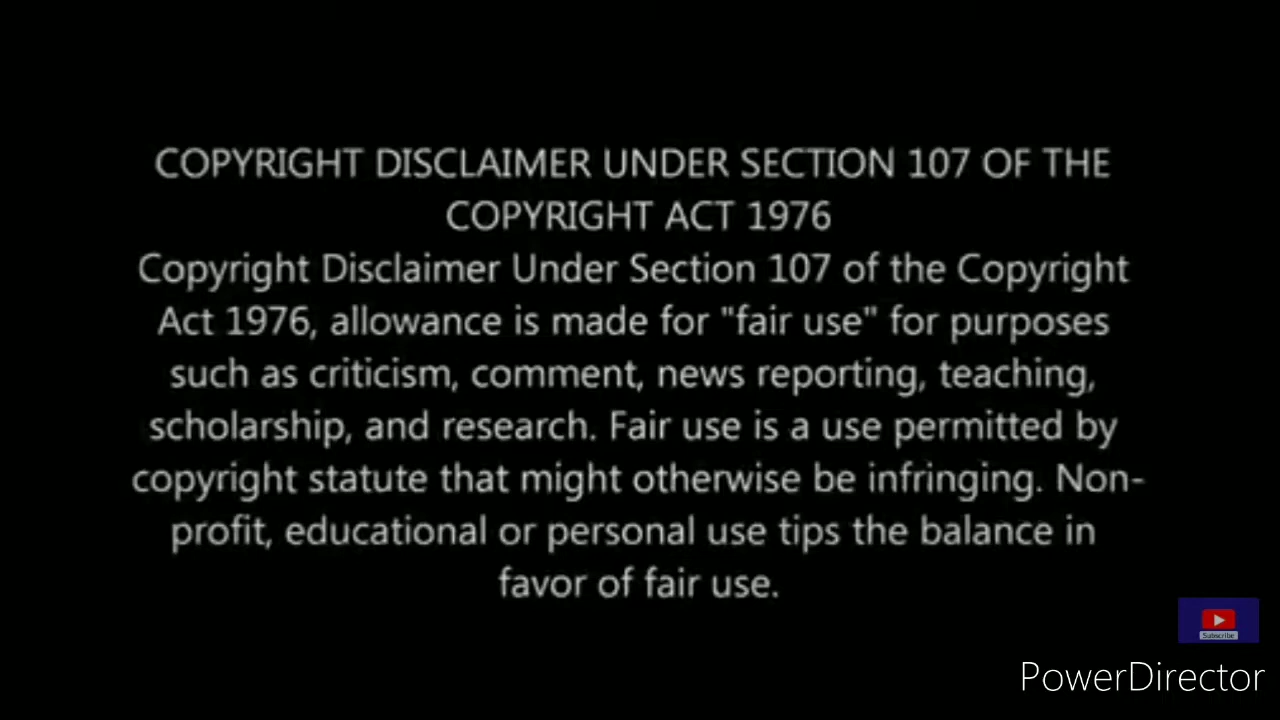 COPYRIGHT DISCLAIMER UNDER SECTION 107 OF THE
COPYRIGHT ACT 1976
Copyright Disclaimer Under Section 107 of the Copyright
Act 1976, allowance is made for "fair use" for purposes
such as criticism, comment, news reporting, teaching,
scholarship, and research. Fair use is a use permitted by
copyright statute that might otherwise be infringing. Non-
profit, educational or personal use tips the balance in
favor of fair use.
Subscribe
PowerDirector